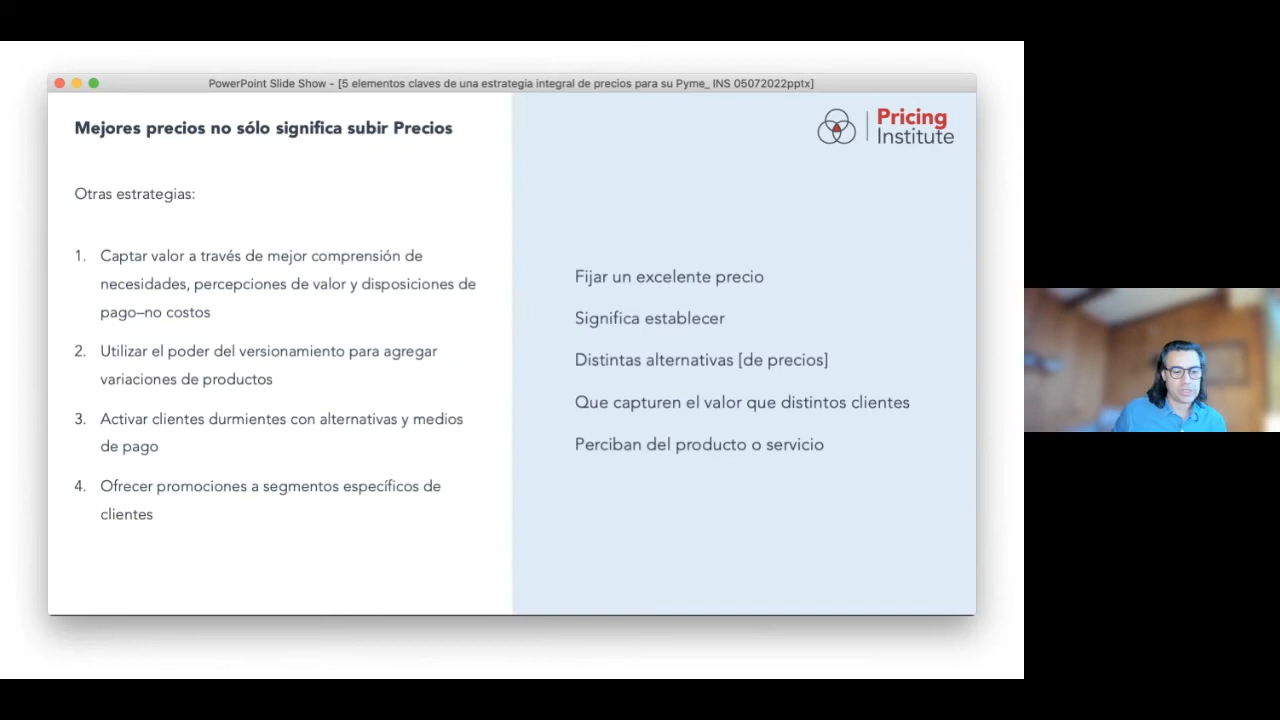 PowerPoint Slide Show - [5 elementos claves de una estrategia integral de precios para su Pyme_ INS 05072022pptx]
Mejores precios no sólo significa subir Precios
Pricing
Institute
Otras estrategias:
1. Captar valor a través de mejor comprensión de
necesidades, percepciones de valor y disposiciones de
pago–no costos
2. Utilizar el poder del versionamiento para agregar
variaciones de productos
3. Activar clientes durmientes con alternativas y medios
de pago
4. Ofrecer promociones a segmentos específicos de
clientes
Fijar un excelente precio
Significa establecer
Distintas alternativas [de precios]
Que capturen el valor que distintos clientes
Perciban del producto o servicio